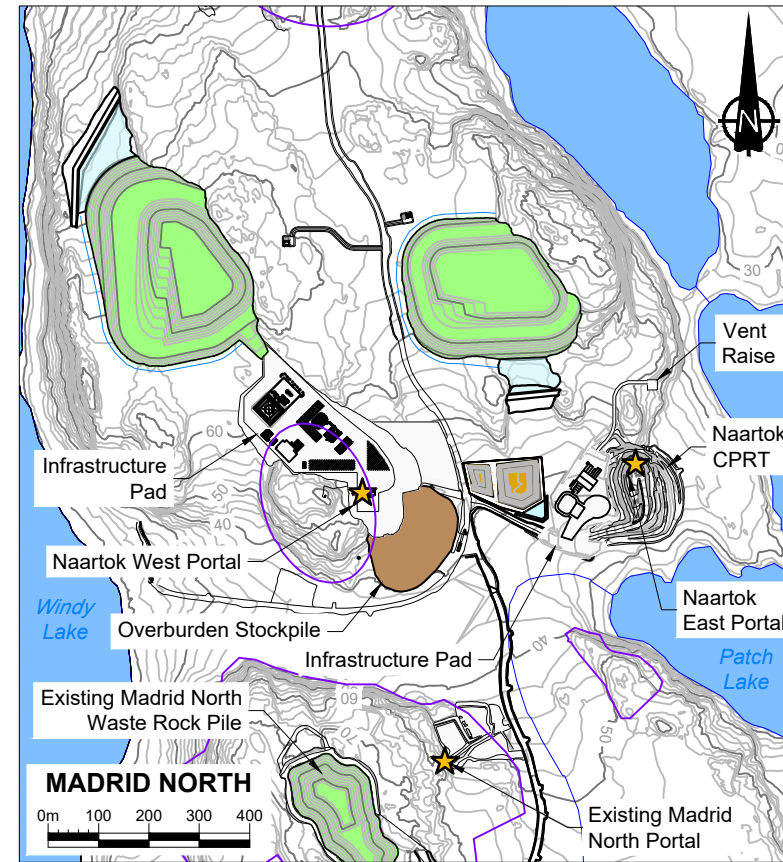 N
30
Vent
Raise
Naartok
CPRT
60
Infrastructure
Pad
50
40
Naartok West Portal
Windy
Lake
Overburden Stockpile
Infrastructure Pad
40
Naartok
East Portal
Patch
Lake
Existing Madrid North
Waste Rock Pile
60
50
MADRID NORTH
0m 100 200 300 400
Existing Madrid
North Portal